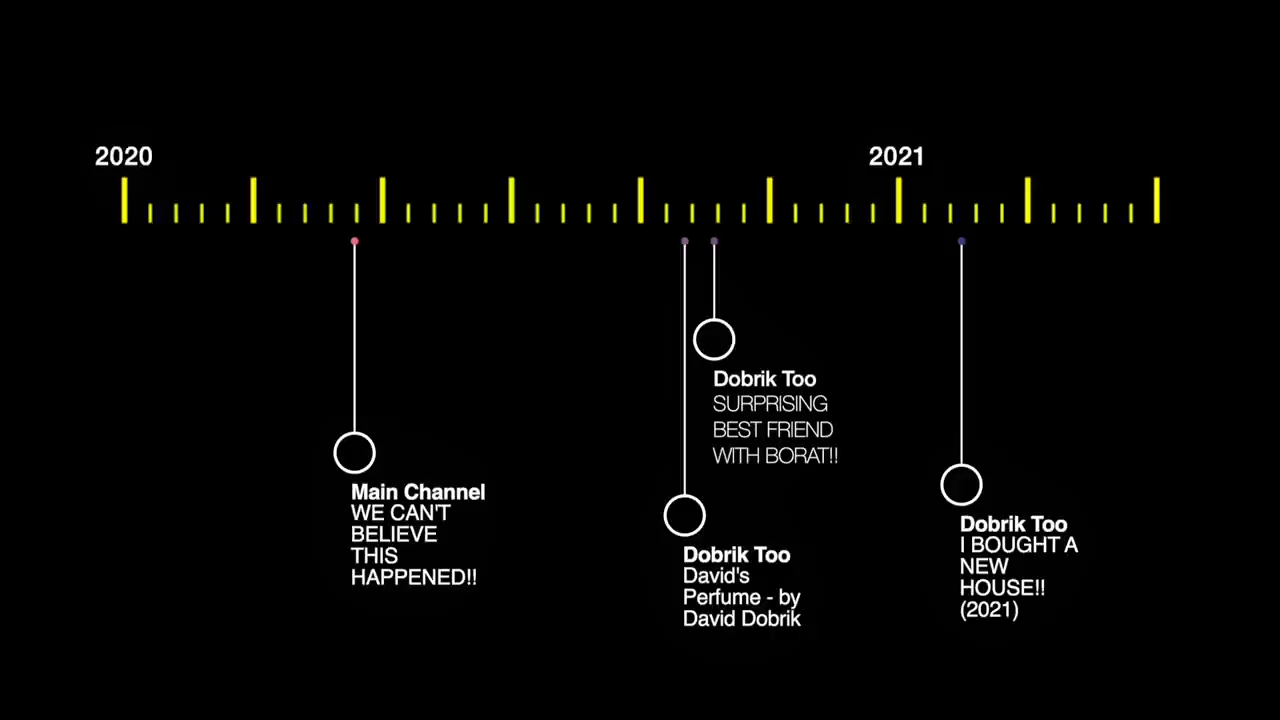 2020
2021
Main Channel
WE CAN'T
BELIEVE
THIS
HAPPENED!!
Dobrik Too
David's
Perfume - by
David Dobrik
Dobrik Too
SURPRISING
BEST FRIEND
WITH BORAT!!
Dobrik Too
I BOUGHT A
NEW
HOUSE!!
(2021)